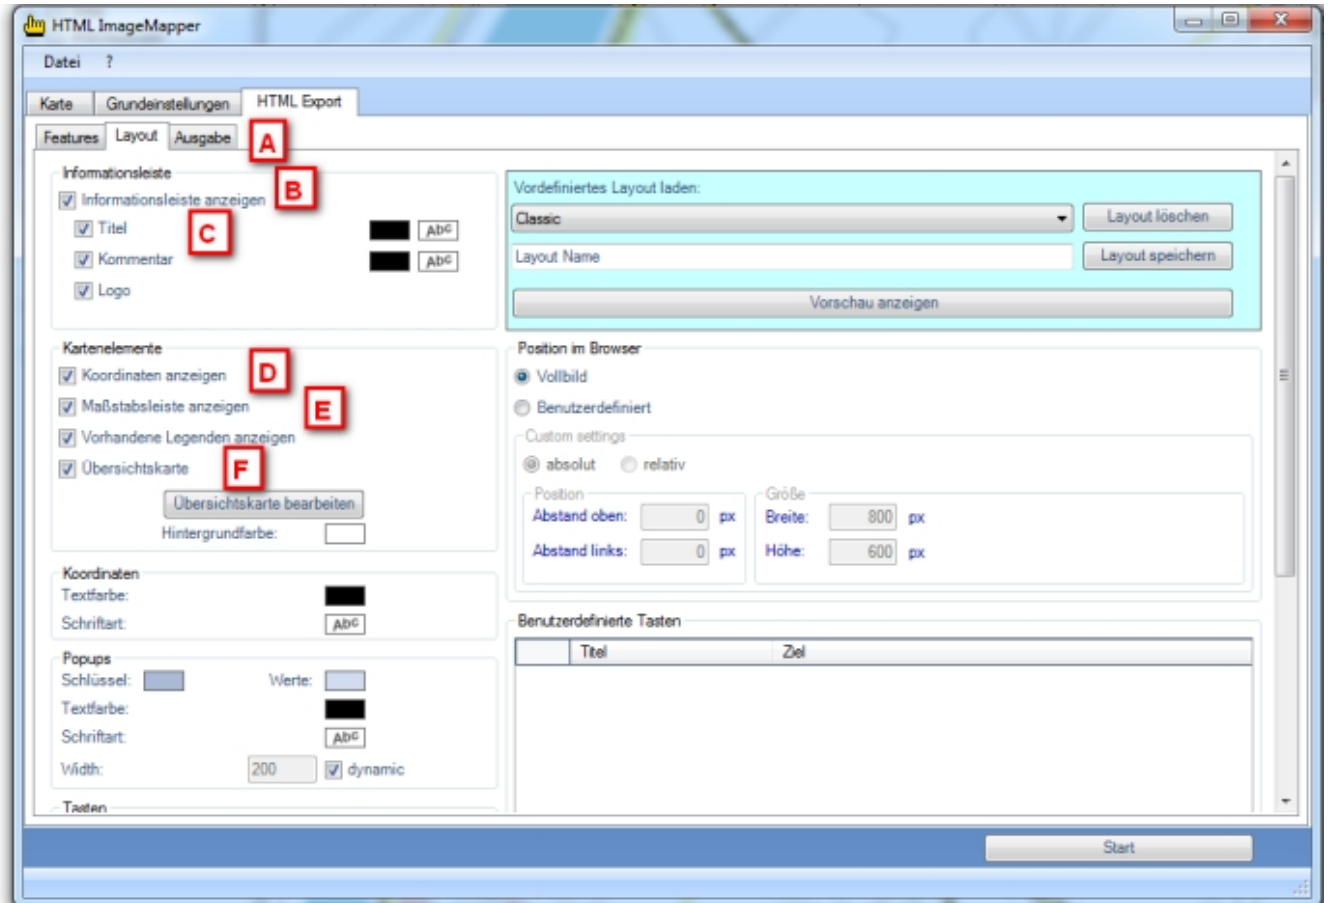 HTML ImageMapper
Datei ?
Karte Grundeinstellungen HTML Export
Features Layout Ausgabe A
Informationsleiste
Informationsleiste anzeigen B
Titel C AbC
Kommentar AbC
Logo
Vordefiniertes Layout laden:
Classic Layout löschen
Layout Name Layout speichern
Vorschau anzeigen
Kartenelemente
Koordinaten anzeigen D
Maßstabsleiste anzeigen E
Vorhandene Legenden anzeigen
Übersichtskarte F
Übersichtskarte bearbeiten
Hintergrundfarbe:
Position im Browser
Vollbild
Benutzerdefiniert
Custom settings
absolut relativ
Position
Abstand oben: 0 px
Abstand links: 0 px
Größe
Breite: 800 px
Höhe: 600 px
Koordinaten
Textfarbe:
Schriftart: AbC
Popups
Schlüssel: Werte:
Textfarbe:
Schriftart: AbC
Width: 200 dynamic
Tasten
Benutzerdefinierte Tasten
Titel Ziel
Start